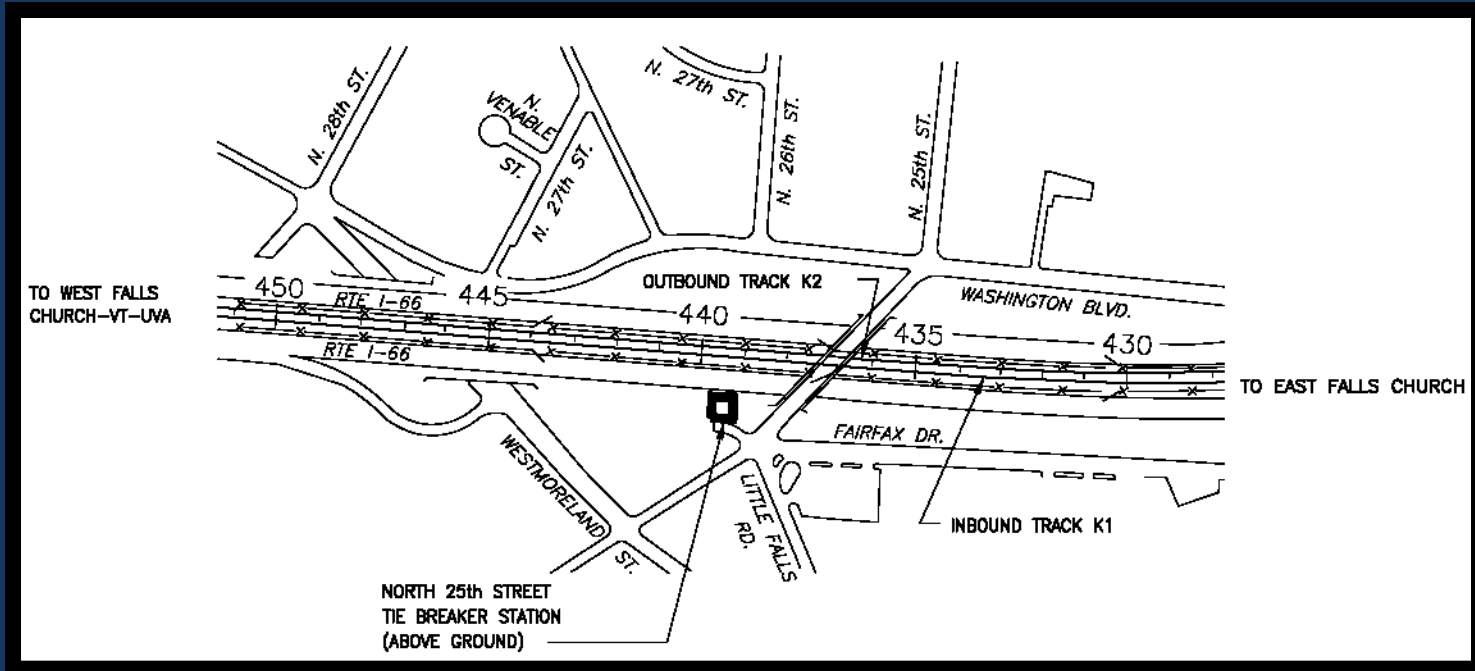 N. 28th ST.
N.
VENABLE
ST.
N. 27th ST.
N. 27th ST.
N. 26th ST.
N. 25th ST.
TO WEST FALLS
CHURCH-VT-UVA
450
RTE I-66
445
OUTBOUND TRACK K2
440
WASHINGTON BLVD.
435
430
RTE I-66
TO EAST FALLS CHURCH
FAIRFAX DR.
WESTMORELAND
ST.
LITTLE FALLS
RD.
INBOUND TRACK K1
NORTH 25th STREET
TIE BREAKER STATION
(ABOVE GROUND)